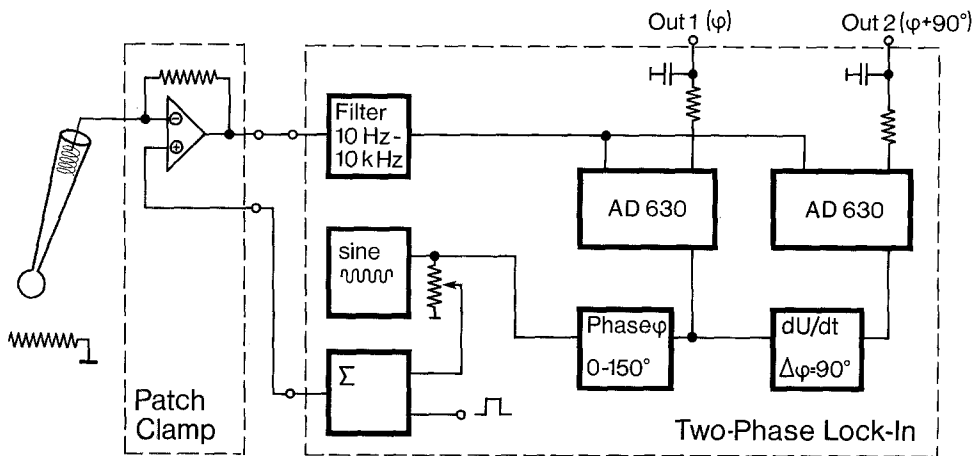 Out 1 (φ)
Out 2 (φ+90°)
Filter
10 Hz-
10 kHz
⊖
⊕
AD 630
AD 630
sine
Phase φ
0-150°
dU/dt
Δφ=90°
Σ
Patch
Clamp
Two-Phase Lock-In